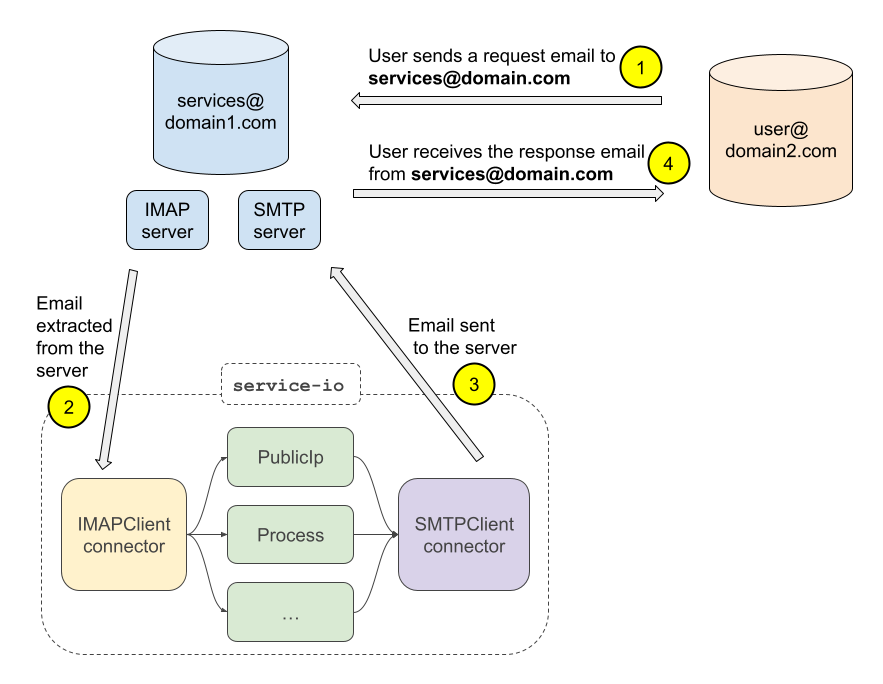 services@
domain1.com
User sends a request email to
services@domain.com
1
user@
domain2.com
User receives the response email
from services@domain.com
4
IMAP
server
SMTP
server
Email
extracted
from the
server
2
Email sent
to the server
3
service-io
PublicIp
IMAPClient
connector
Process
SMTPClient
connector
...